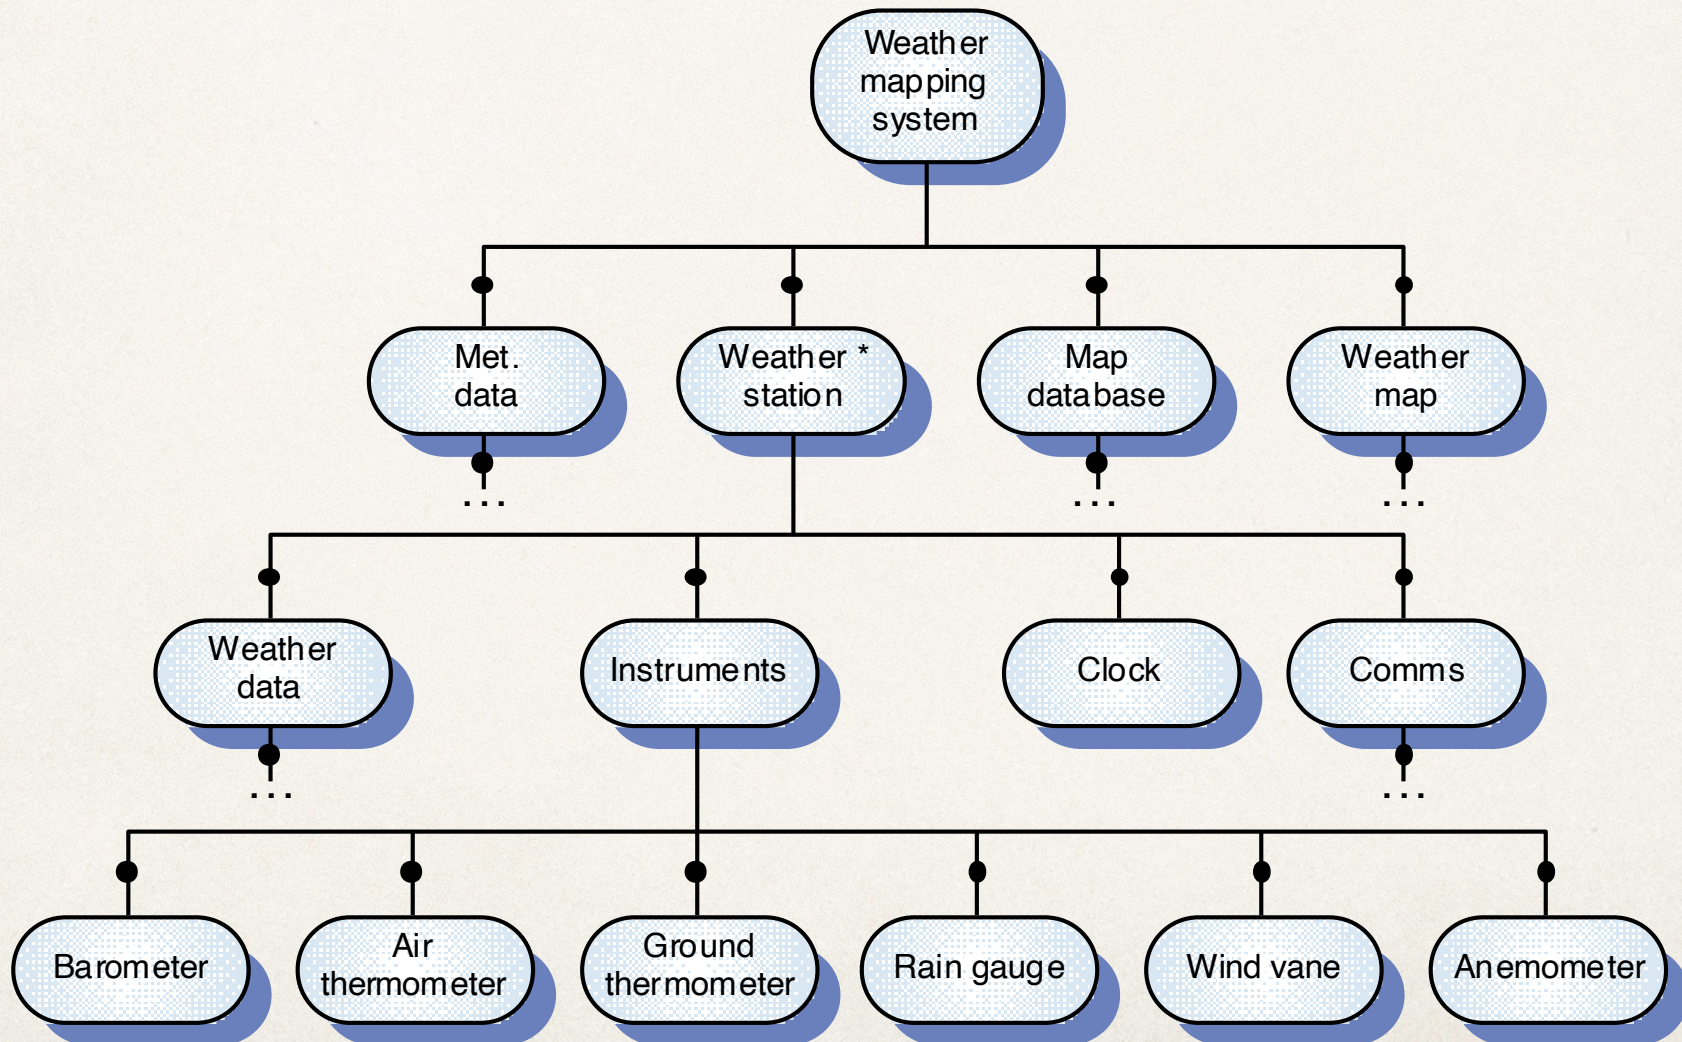 Weather
mapping
system
Met.
data
Weather *
station
Map
database
Weather
map
...
...
...
Weather
data
Instruments
Clock
Comms
...
...
Barometer
Air
thermometer
Ground
thermometer
Rain gauge
Wind vane
Anemometer